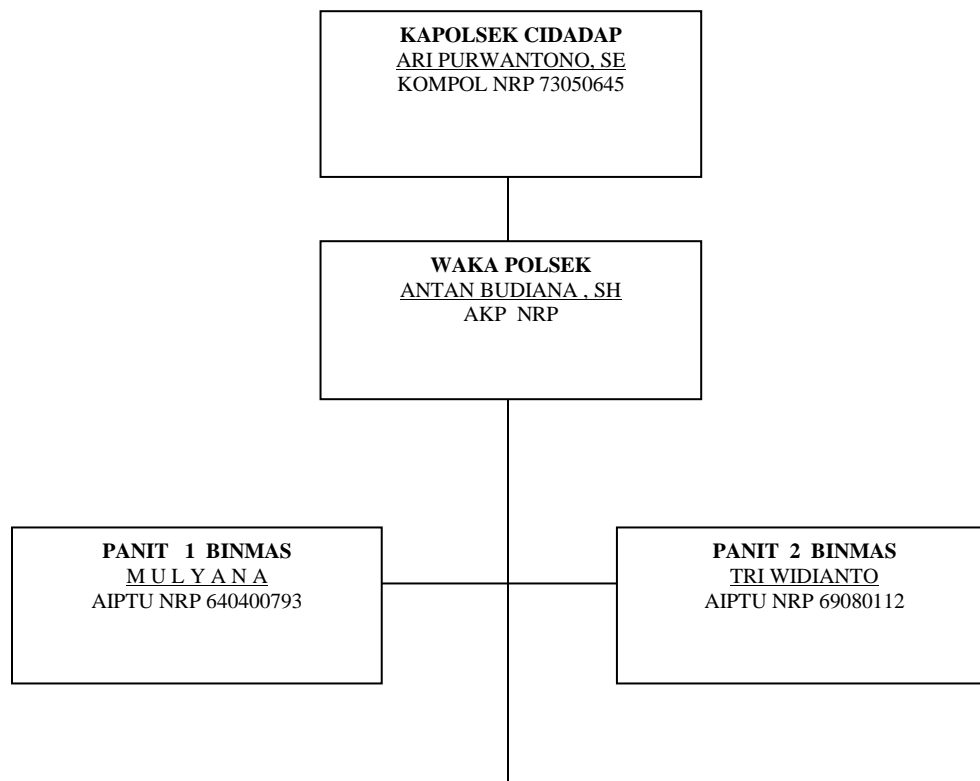 KAPOLSEK CIDADAP
ARI PURWANTONO, SE
KOMPOL NRP 73050645
WAKA POLSEK
ANTAN BUDIANA , SH
AKP  NRP
PANIT  1  BINMAS
M U L Y A N A
AIPTU NRP 640400793
PANIT  2  BINMAS
TRI WIDIANTO
AIPTU NRP 69080112